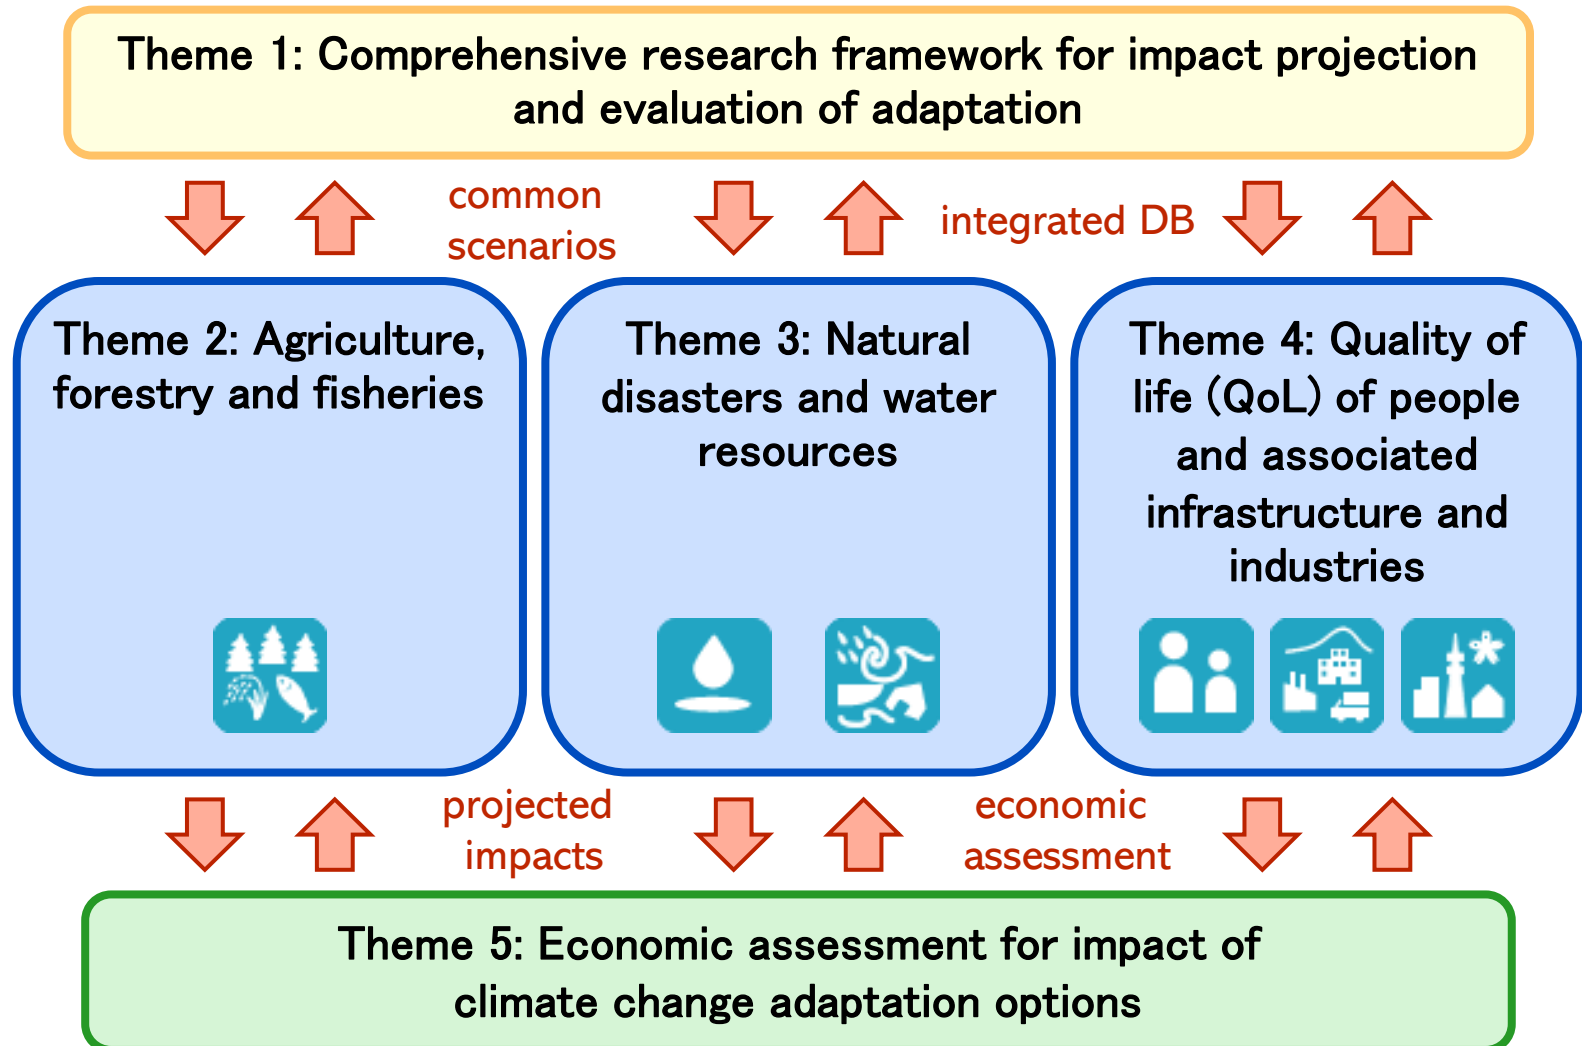 Theme 1: Comprehensive research framework for impact projection
and evaluation of adaptation
common
scenarios
integrated DB
Theme 2: Agriculture,
forestry and fisheries
Theme 3: Natural
disasters and water
resources
Theme 4: Quality of
life (QoL) of people
and associated
infrastructure and
industries
projected
impacts
economic
assessment
Theme 5: Economic assessment for impact of
climate change adaptation options